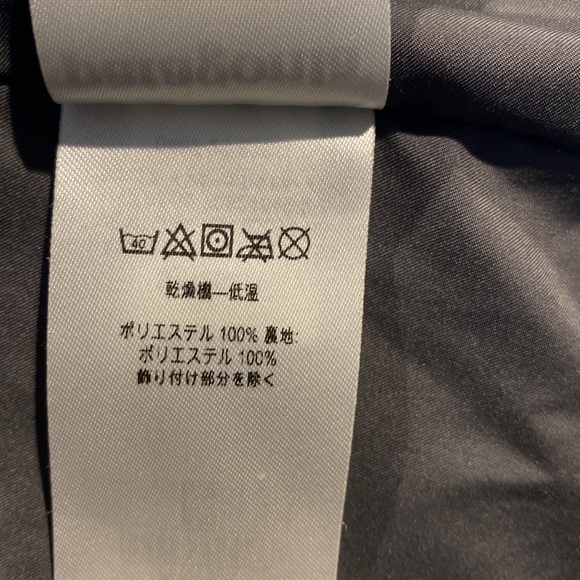 40
乾燥機—低温
ポリエステル 100% 裏地:
ポリエステル 100%
飾り付け部分を除く